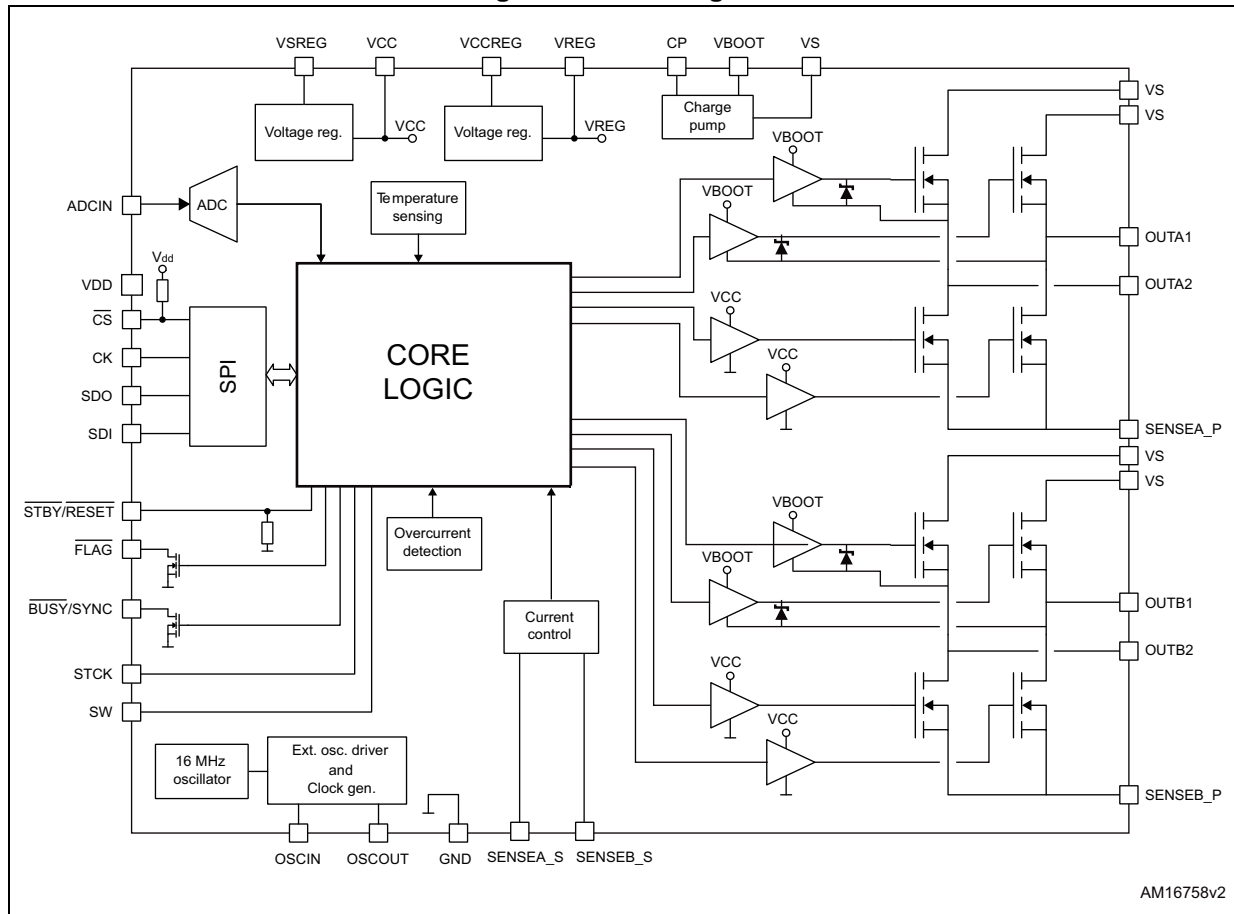 VSREG
VCC
VCCREG
VREG
CP
VBOOT
VS
Voltage reg.
VCC
Voltage reg.
VREG
Charge
pump
VS
VS
VBOOT
VBOOT
ADCIN
ADC
Temperature
sensing
OUTA1
OUTA2
Vdd
VDD
CS
CK
SDO
SDI
SPI
CORE
LOGIC
VCC
VCC
SENSEA_P
VS
VS
STBY/RESET
FLAG
BUSY/SYNC
STCK
SW
Overcurrent
detection
Current
control
VBOOT
VBOOT
OUTB1
OUTB2
VCC
VCC
SENSEB_P
16 MHz
oscillator
Ext. osc. driver
and
Clock gen.
OSCIN
OSCOUT
GND
SENSEA_S
SENSEB_S
AM16758v2